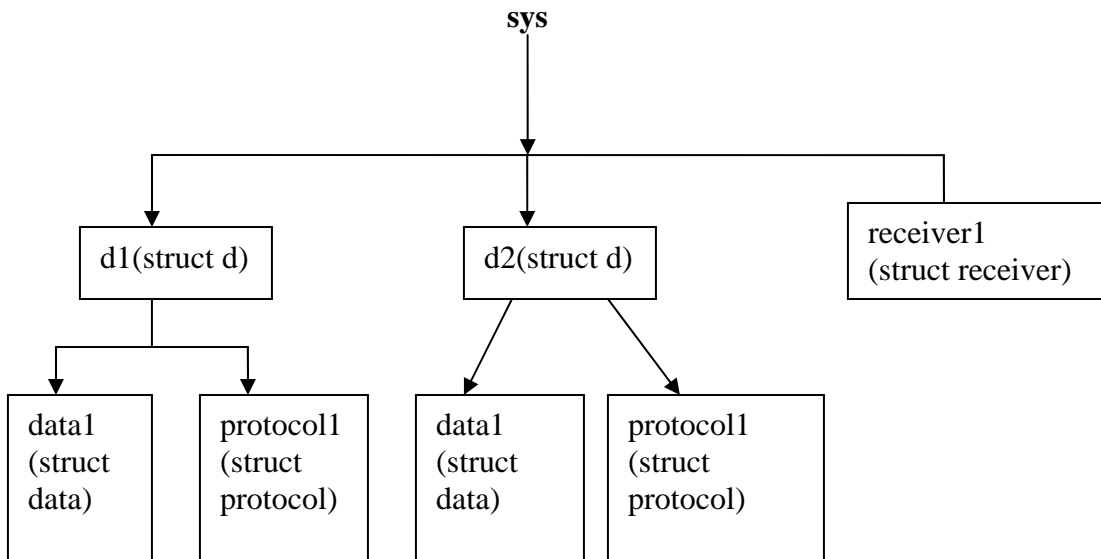 sys
d1(struct d)
d2(struct d)
receiver1
(struct receiver)
data1
(struct
data)
protocol1
(struct
protocol)
data1
(struct
data)
protocol1
(struct
protocol)